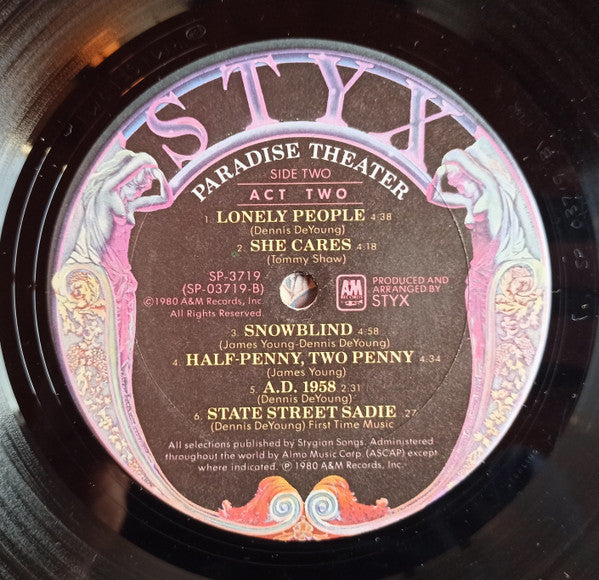 STYX
PARADISE THEATER
SIDE TWO
ACT TWO
1. LONELY PEOPLE 4:38
(Dennis DeYoung)
2. SHE CARES 4:18
(Tommy Shaw)
SP-3719
(SP-03719-B)
©1980 A&M Records, Inc.
All Rights Reserved.
A&M
RECORDS
PRODUCED AND
ARRANGED BY
STYX
3. SNOWBLIND 4:58
(James Young-Dennis DeYoung)
4. HALF-PENNY, TWO PENNY 4:34
(James Young)
5. A.D. 1958 2:31
(Dennis DeYoung)
6. STATE STREET SADIE :27
(Dennis DeYoung) First Time Music
All selections published by Stygian Songs. Administered
throughout the world by Almo Music Corp. (ASCAP) except
where indicated. ℗ 1980 A&M Records, Inc.